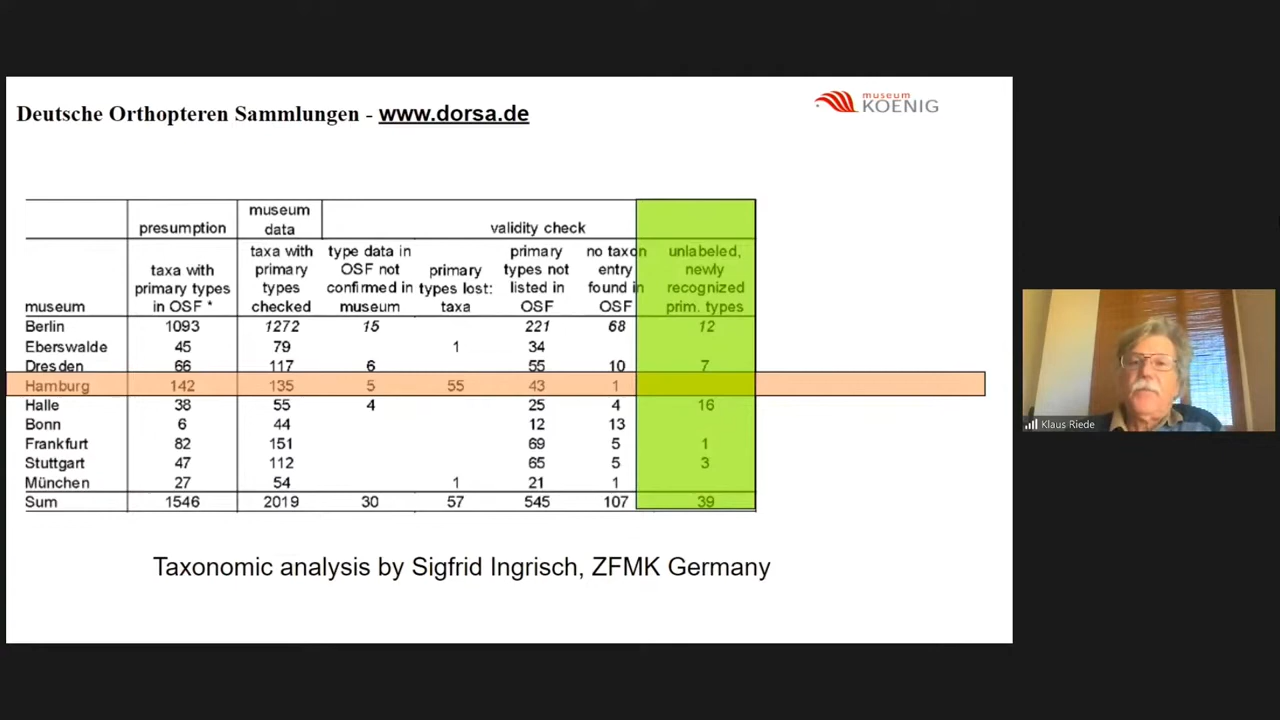 Deutsche Orthopteren Sammlungen - www.dorsa.de
museum
KOENIG
museum
presumption data validity check
taxa with type data in primary no taxon unlabeled,
taxa with primary OSF not primary types not entry newly
primary types types confirmed in types lost: listed in found in recognized
museum in OSF * checked museum taxa OSF OSF prim. types
Berlin 1093 1272 15 221 68 12
Eberswalde 45 79 1 34
Dresden 66 117 6 55 10 7
Hamburg 142 135 5 55 43 1
Halle 38 55 4 25 4 16
Bonn 6 44 12 13
Frankfurt 82 151 69 5 1
Stuttgart 47 112 65 5 3
München 27 54 1 21 1
Sum 1546 2019 30 57 545 107 39
Taxonomic analysis by Sigfrid Ingrisch, ZFMK Germany
Klaus Riede